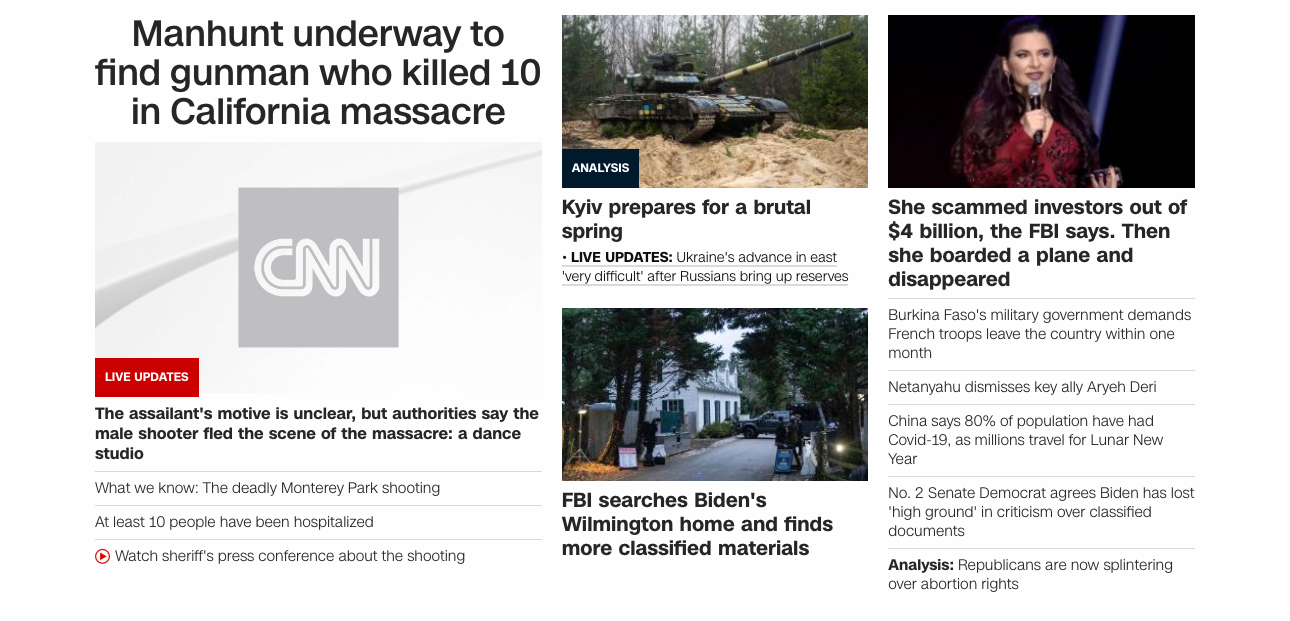 Manhunt underway to
find gunman who killed 10
in California massacre
CNN
LIVE UPDATES
The assailant's motive is unclear, but authorities say the
male shooter fled the scene of the massacre: a dance
studio
What we know: The deadly Monterey Park shooting
At least 10 people have been hospitalized
Watch sheriff's press conference about the shooting
ANALYSIS
Kyiv prepares for a brutal
spring
• LIVE UPDATES: Ukraine's advance in east
'very difficult' after Russians bring up reserves
FBI searches Biden's
Wilmington home and finds
more classified materials
She scammed investors out of
$4 billion, the FBI says. Then
she boarded a plane and
disappeared
Burkina Faso's military government demands
French troops leave the country within one
month
Netanyahu dismisses key ally Aryeh Deri
China says 80% of population have had
Covid-19, as millions travel for Lunar New
Year
No. 2 Senate Democrat agrees Biden has lost
'high ground' in criticism over classified
documents
Analysis: Republicans are now splintering
over abortion rights